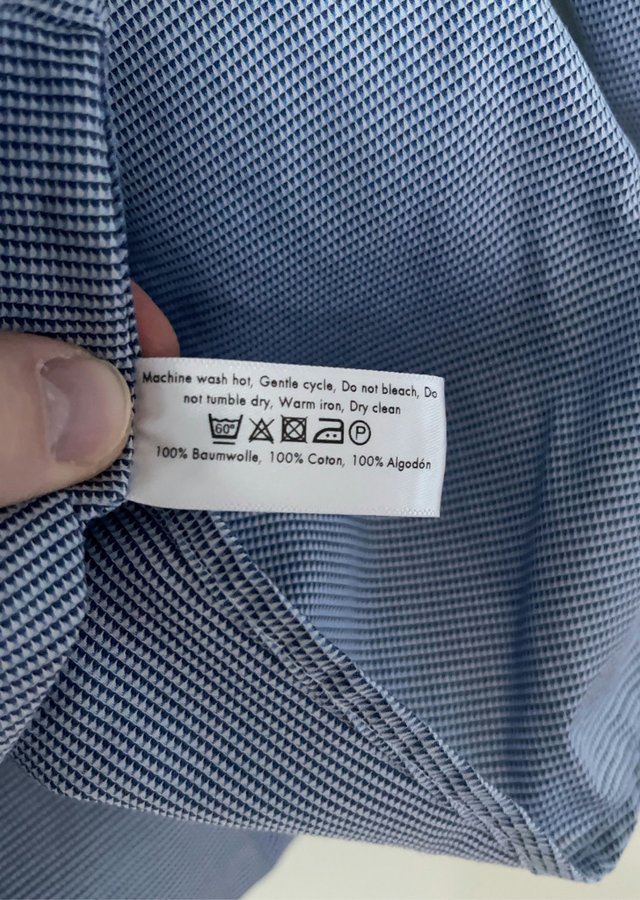 Machine wash hot, Gentle cycle, Do not bleach, Do
not tumble dry, Warm iron, Dry clean
60° P
100% Baumwolle, 100% Coton, 100% Algodón